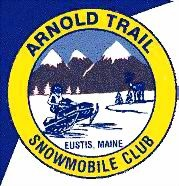 ARNOLD TRAIL
EUSTIS, MAINE
SNOWMOBILE CLUB